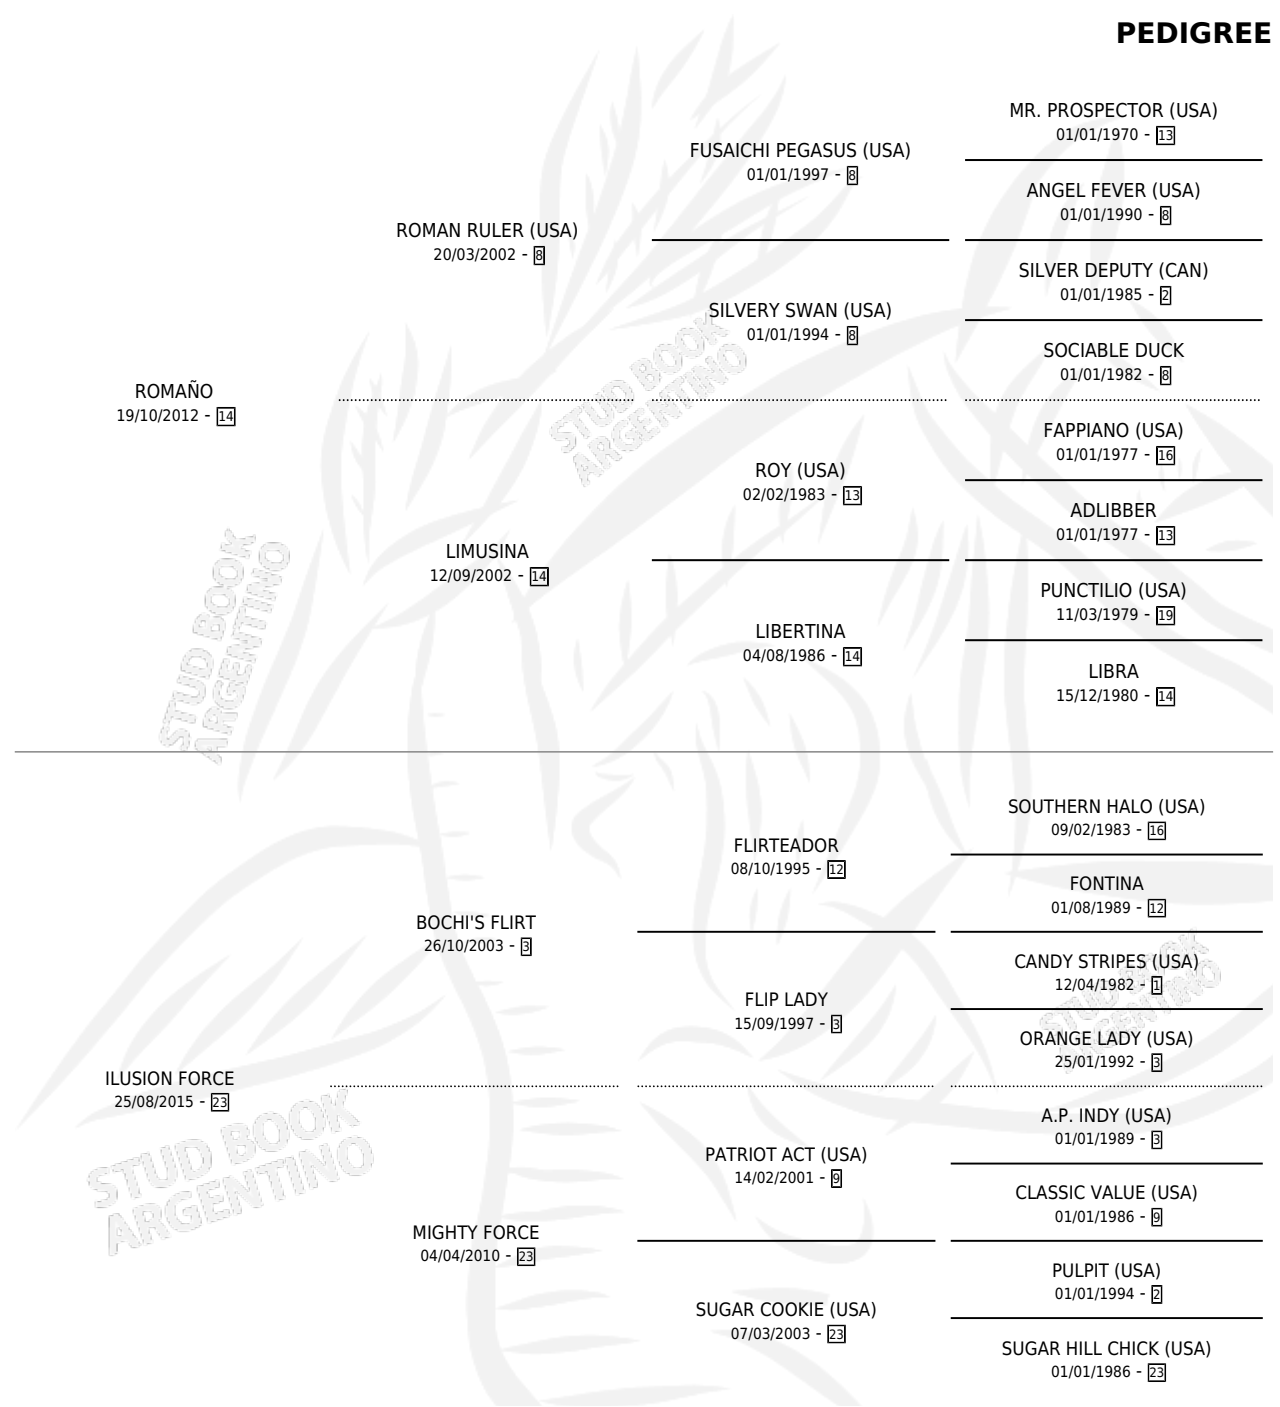 PEDIGREE
MR. PROSPECTOR (USA)
01/01/1970 - 13
FUSAICHI PEGASUS (USA)
01/01/1997 - 8
ANGEL FEVER (USA)
01/01/1990 - 8
ROMAN RULER (USA)
20/03/2002 - 8
SILVER DEPUTY (CAN)
01/01/1985 - 2
SILVERY SWAN (USA)
01/01/1994 - 8
SOCIABLE DUCK
01/01/1982 - 8
ROMAÑO
19/10/2012 - 14
FAPPIANO (USA)
01/01/1977 - 16
ROY (USA)
02/02/1983 - 13
ADLIBBER
01/01/1977 - 13
LIMUSINA
12/09/2002 - 14
PUNCTILIO (USA)
11/03/1979 - 19
LIBERTINA
04/08/1986 - 14
LIBRA
15/12/1980 - 14
SOUTHERN HALO (USA)
09/02/1983 - 16
FLIRTEADOR
08/10/1995 - 12
FONTINA
01/08/1989 - 12
BOCHI'S FLIRT
26/10/2003 - 3
CANDY STRIPES (USA)
12/04/1982 - 1
FLIP LADY
15/09/1997 - 3
ORANGE LADY (USA)
25/01/1992 - 3
ILUSION FORCE
25/08/2015 - 23
A.P. INDY (USA)
01/01/1989 - 3
PATRIOT ACT (USA)
14/02/2001 - 9
CLASSIC VALUE (USA)
01/01/1986 - 9
MIGHTY FORCE
04/04/2010 - 23
PULPIT (USA)
01/01/1994 - 2
SUGAR COOKIE (USA)
07/03/2003 - 23
SUGAR HILL CHICK (USA)
01/01/1986 - 23
STUD BOOK
ARGENTINO
STUD BOOK
ARGENTINO
STUD BOOK
ARGENTINO
STUD BOOK
ARGENTINO